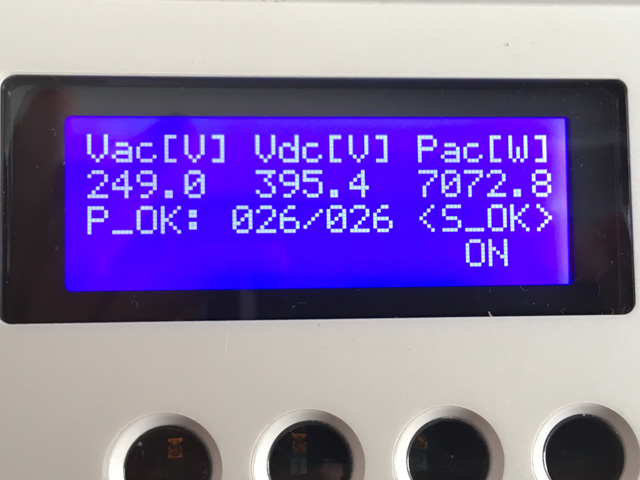 Vac[V] Vdc[V] Pac[W]
249.0 395.4 7072.8
P_OK: 026/026 <S_OK>
ON